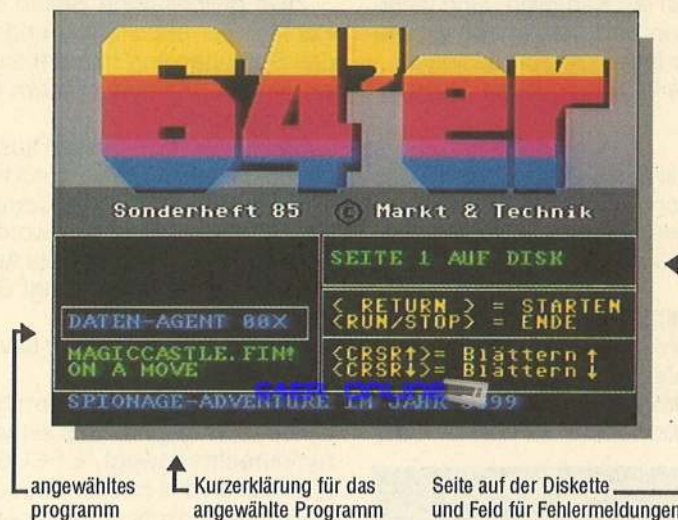 64'er
Sonderheft 85 © Markt & Technik
SEITE 1 AUF DISK
DATEN-AGENT 00X
< RETURN > = STARTEN
<RUN/STOP> = ENDE
MAGICCASTLE.FIN!
ON A MOVE
<CRSR↑>= Blättern ↑
<CRSR↓>= Blättern ↓
SPIONAGE-ADVENTURE IM JAHR
angewähltes
programm
Kurzerklärung für das
angewählte Programm
Seite auf der Diskette
und Feld für Fehlermeldungen